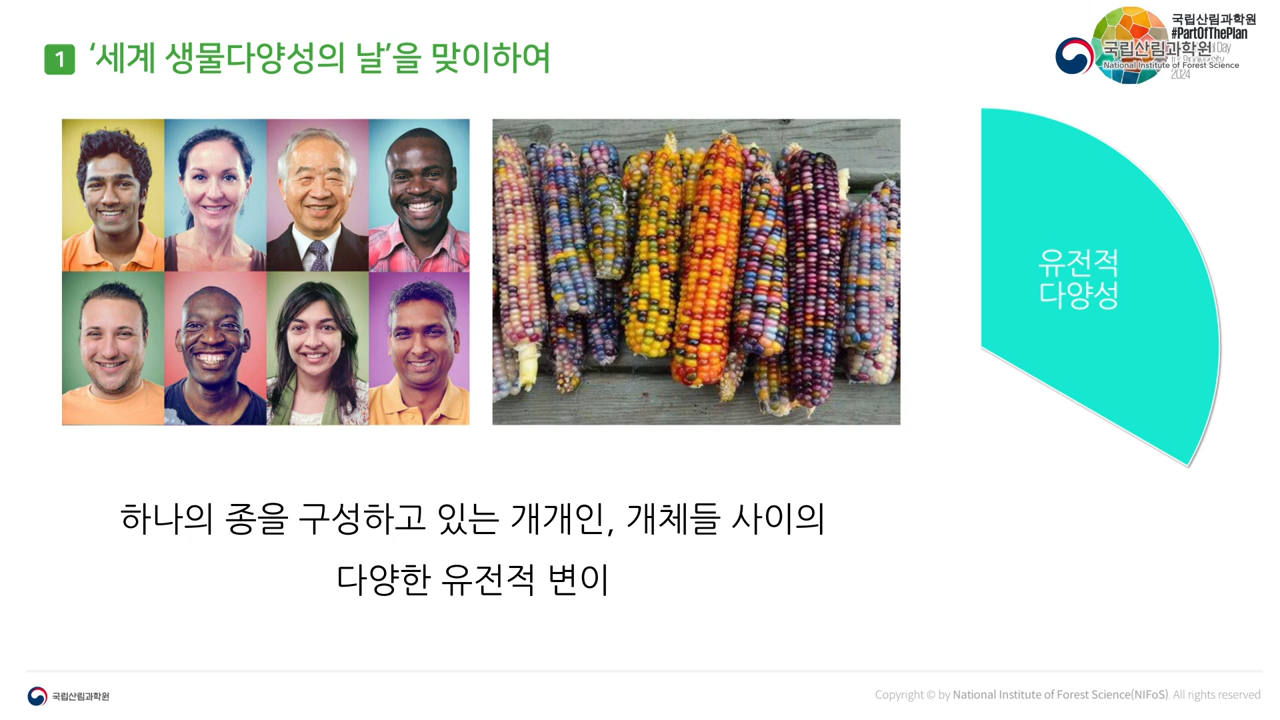 1 ‘세계 생물다양성의 날’을 맞이하여
국립산림과학원
#PartOfThePlan
국립산림과학원
National Institute of Forest Science
2024
유전적
다양성
하나의 종을 구성하고 있는 개개인, 개체들 사이의
다양한 유전적 변이
국립산림과학원
Copyright © by National Institute of Forest Science(NIFoS). All rights reserved